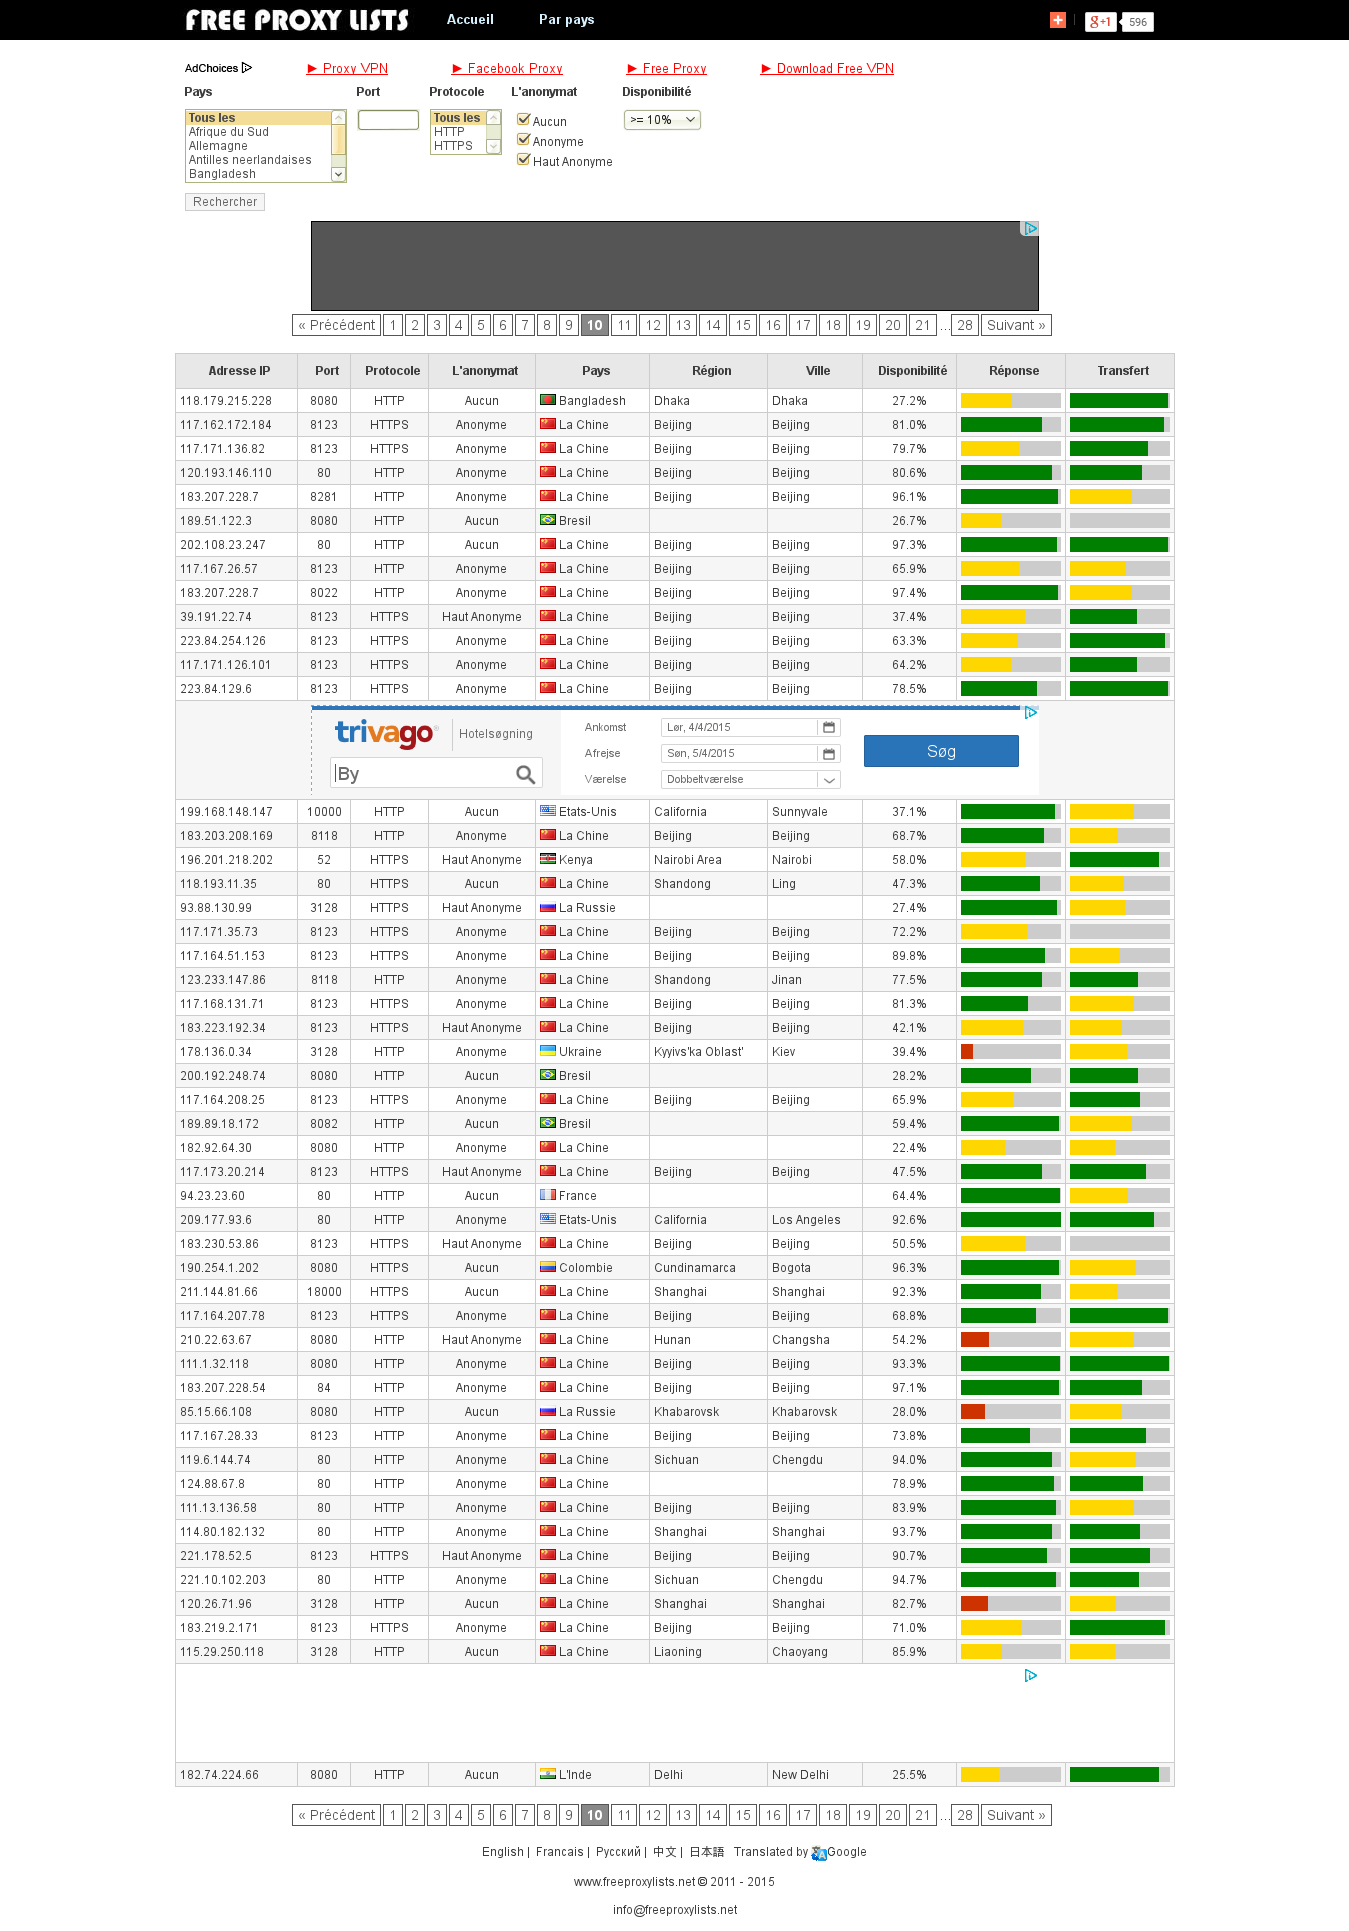 FREE PROXY LISTS Accueil Par pays g+1 596
AdChoices ► Proxy VPN ► Facebook Proxy ► Free Proxy ► Download Free VPN
Pays Port Protocole L'anonymat Disponibilité
Tous les Tous les Aucun >= 10%
Afrique du Sud HTTP Anonyme
Allemagne HTTPS Haut Anonyme
Antilles neerlandaises
Bangladesh
Rechercher
« Précédent 1 2 3 4 5 6 7 8 9 10 11 12 13 14 15 16 17 18 19 20 21 ... 28 Suivant »
Adresse IP Port Protocole L'anonymat Pays Région Ville Disponibilité Réponse Transfert
118.179.215.228 8080 HTTP Aucun Bangladesh Dhaka Dhaka 27.2%
117.162.172.184 8123 HTTPS Anonyme La Chine Beijing Beijing 81.0%
117.171.136.82 8123 HTTPS Anonyme La Chine Beijing Beijing 79.7%
120.193.146.110 80 HTTP Anonyme La Chine Beijing Beijing 80.6%
183.207.228.7 8281 HTTP Anonyme La Chine Beijing Beijing 96.1%
189.51.122.3 8080 HTTP Aucun Bresil 26.7%
202.108.23.247 80 HTTP Aucun La Chine Beijing Beijing 97.3%
117.167.26.57 8123 HTTP Anonyme La Chine Beijing Beijing 65.9%
183.207.228.7 8022 HTTP Anonyme La Chine Beijing Beijing 97.4%
39.191.22.74 8123 HTTPS Haut Anonyme La Chine Beijing Beijing 37.4%
223.84.254.126 8123 HTTPS Anonyme La Chine Beijing Beijing 63.3%
117.171.126.101 8123 HTTPS Anonyme La Chine Beijing Beijing 64.2%
223.84.129.6 8123 HTTPS Anonyme La Chine Beijing Beijing 78.5%
trivago Hotelsøgning
By
Ankomst Lør, 4/4/2015
Afrejse Søn, 5/4/2015
Værelse Dobbeltværelse
Søg
199.168.148.147 10000 HTTP Aucun Etats-Unis California Sunnyvale 37.1%
183.203.208.169 8118 HTTP Anonyme La Chine Beijing Beijing 68.7%
196.201.218.202 52 HTTPS Haut Anonyme Kenya Nairobi Area Nairobi 58.0%
118.193.11.35 80 HTTPS Aucun La Chine Shandong Ling 47.3%
93.88.130.99 3128 HTTPS Haut Anonyme La Russie 27.4%
117.171.35.73 8123 HTTPS Anonyme La Chine Beijing Beijing 72.2%
117.164.51.153 8123 HTTPS Anonyme La Chine Beijing Beijing 89.8%
123.233.147.86 8118 HTTP Anonyme La Chine Shandong Jinan 77.5%
117.168.131.71 8123 HTTPS Anonyme La Chine Beijing Beijing 81.3%
183.223.192.34 8123 HTTPS Haut Anonyme La Chine Beijing Beijing 42.1%
178.136.0.34 3128 HTTP Anonyme Ukraine Kyyivs'ka Oblast' Kiev 39.4%
200.192.248.74 8080 HTTP Aucun Bresil 28.2%
117.164.208.25 8123 HTTPS Anonyme La Chine Beijing Beijing 65.9%
189.89.18.172 8082 HTTP Aucun Bresil 59.4%
182.92.64.30 8080 HTTP Anonyme La Chine 22.4%
117.173.20.214 8123 HTTPS Haut Anonyme La Chine Beijing Beijing 47.5%
94.23.23.60 80 HTTP Aucun France 64.4%
209.177.93.6 80 HTTP Anonyme Etats-Unis California Los Angeles 92.6%
183.230.53.86 8123 HTTPS Haut Anonyme La Chine Beijing Beijing 50.5%
190.254.1.202 8080 HTTPS Aucun Colombie Cundinamarca Bogota 96.3%
211.144.81.66 18000 HTTPS Aucun La Chine Shanghai Shanghai 92.3%
117.164.207.78 8123 HTTPS Anonyme La Chine Beijing Beijing 68.8%
210.22.63.67 8080 HTTP Haut Anonyme La Chine Hunan Changsha 54.2%
111.1.32.118 8080 HTTP Anonyme La Chine Beijing Beijing 93.3%
183.207.228.54 84 HTTP Anonyme La Chine Beijing Beijing 97.1%
85.15.66.108 8080 HTTP Aucun La Russie Khabarovsk Khabarovsk 28.0%
117.167.28.33 8123 HTTP Anonyme La Chine Beijing Beijing 73.8%
119.6.144.74 80 HTTP Anonyme La Chine Sichuan Chengdu 94.0%
124.88.67.8 80 HTTP Anonyme La Chine 78.9%
111.13.136.58 80 HTTP Anonyme La Chine Beijing Beijing 83.9%
114.80.182.132 80 HTTP Anonyme La Chine Shanghai Shanghai 93.7%
221.178.52.5 8123 HTTPS Haut Anonyme La Chine Beijing Beijing 90.7%
221.10.102.203 80 HTTP Anonyme La Chine Sichuan Chengdu 94.7%
120.26.71.96 3128 HTTP Aucun La Chine Shanghai Shanghai 82.7%
183.219.2.171 8123 HTTPS Anonyme La Chine Beijing Beijing 71.0%
115.29.250.118 3128 HTTP Aucun La Chine Liaoning Chaoyang 85.9%
182.74.224.66 8080 HTTP Aucun L'Inde Delhi New Delhi 25.5%
« Précédent 1 2 3 4 5 6 7 8 9 10 11 12 13 14 15 16 17 18 19 20 21 ... 28 Suivant »
English | Francais | Русский | 中文 | 日本語 Translated by Google
www.freeproxylists.net © 2011 - 2015
info@freeproxylists.net